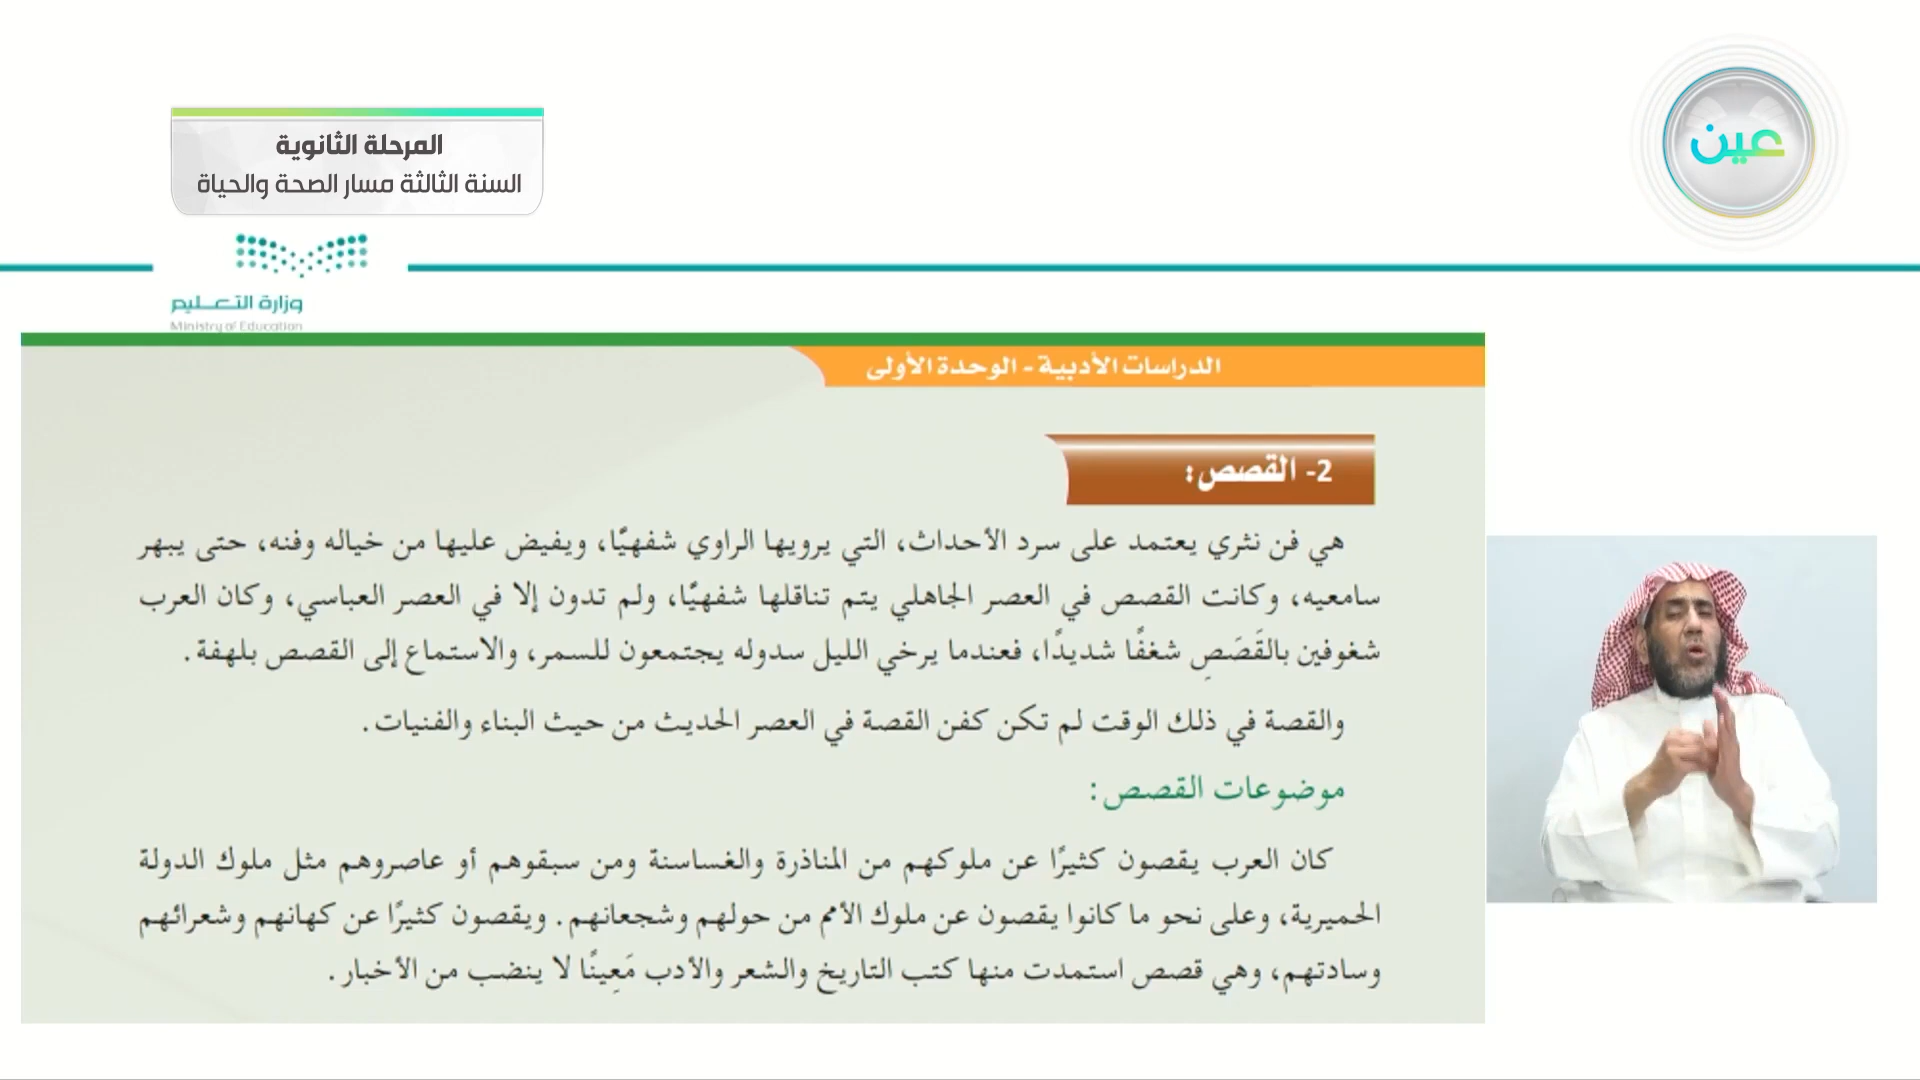 عين
المرحلة الثانوية
السنة الثالثة مسار الصحة والحياة
وزارة التعليم
Ministry of Education
الدراسات الأدبية - الوحدة الأولى
2- القصص:
هي فن نثري يعتمد على سرد الأحداث، التي يرويها الراوي شفهيًّا، ويفيض عليها من خياله وفنه، حتى يبهر
سامعيه، وكانت القصص في العصر الجاهلي يتم تناقلها شفهيًّا، ولم تدون إلا في العصر العباسي، وكان العرب
شغوفين بالقَصَصِ شغفًا شديدًا، فعندما يرخي الليل سدوله يجتمعون للسمر، والاستماع إلى القصص بلهفة.
والقصة في ذلك الوقت لم تكن كفن القصة في العصر الحديث من حيث البناء والفنيات.
موضوعات القصص:
كان العرب يقصون كثيرًا عن ملوكهم من المناذرة والغساسنة ومن سبقوهم أو عاصروهم مثل ملوك الدولة
الحميرية، وعلى نحو ما كانوا يقصون عن ملوك الأمم من حولهم وشجعانهم. ويقصون كثيرًا عن كهانهم وشعرائهم
وسادتهم، وهي قصص استمدت منها كتب التاريخ والشعر والأدب مَعِينًا لا ينضب من الأخبار.